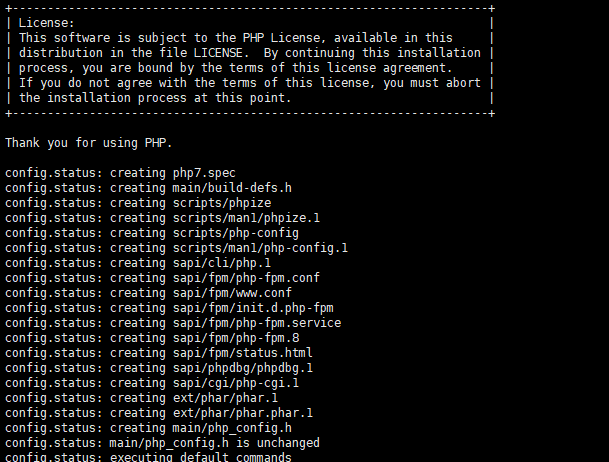 +--------------------------------------------------------------------+
| License:                                                           |
| This software is subject to the PHP License, available in this     |
| distribution in the file LICENSE.  By continuing this installation |
| process, you are bound by the terms of this license agreement.     |
| If you do not agree with the terms of this license, you must abort |
| the installation process at this point.                            |
+--------------------------------------------------------------------+
Thank you for using PHP.
config.status: creating php7.spec
config.status: creating main/build-defs.h
config.status: creating scripts/phpize
config.status: creating scripts/man1/phpize.1
config.status: creating scripts/php-config
config.status: creating scripts/man1/php-config.1
config.status: creating sapi/cli/php.1
config.status: creating sapi/fpm/php-fpm.conf
config.status: creating sapi/fpm/www.conf
config.status: creating sapi/fpm/init.d.php-fpm
config.status: creating sapi/fpm/php-fpm.service
config.status: creating sapi/fpm/php-fpm.8
config.status: creating sapi/fpm/status.html
config.status: creating sapi/phpdbg/phpdbg.1
config.status: creating sapi/cgi/php-cgi.1
config.status: creating ext/phar/phar.1
config.status: creating ext/phar/phar.phar.1
config.status: creating main/php_config.h
config.status: main/php_config.h is unchanged
config.status: executing default commands